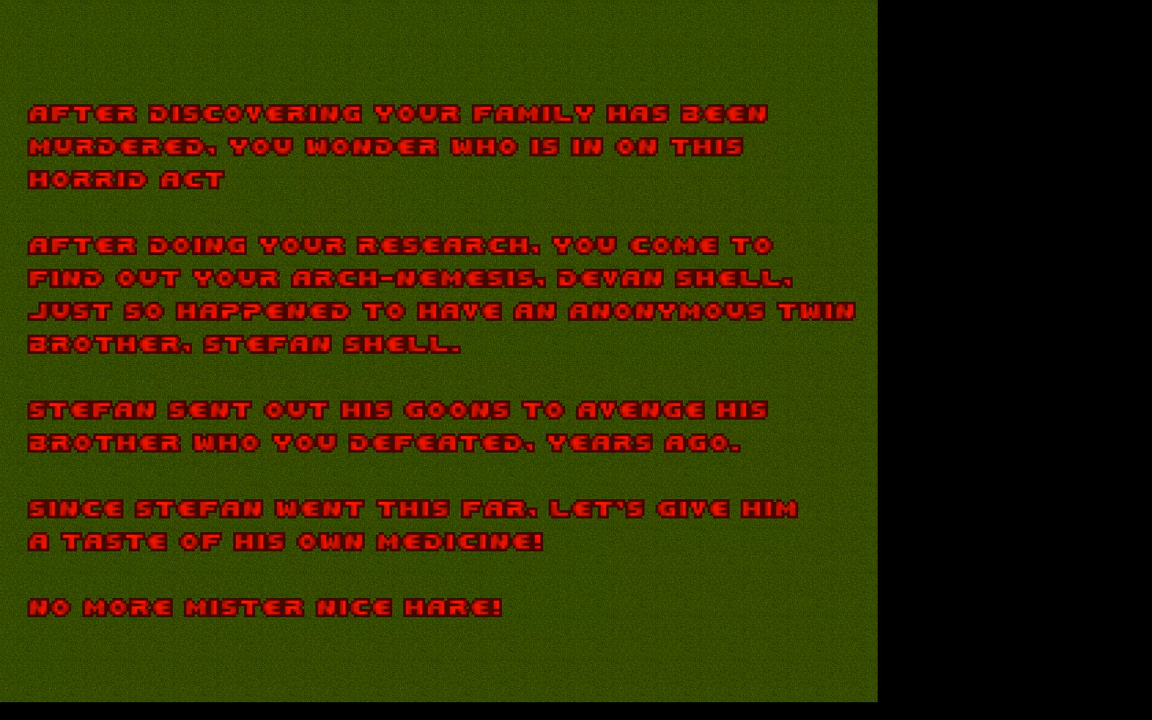 AFTER DISCOVERING YOUR FAMILY HAS BEEN
MURDERED, YOU WONDER WHO IS IN ON THIS
HORRID ACT
AFTER DOING YOUR RESEARCH, YOU COME TO
FIND OUT YOUR ARCH-NEMESIS, DEVAN SHELL,
JUST SO HAPPENED TO HAVE AN ANONYMOUS TWIN
BROTHER, STEFAN SHELL.
STEFAN SENT OUT HIS GOONS TO AVENGE HIS
BROTHER WHO YOU DEFEATED, YEARS AGO.
SINCE STEFAN WENT THIS FAR, LET'S GIVE HIM
A TASTE OF HIS OWN MEDICINE!
NO MORE MISTER NICE HARE!